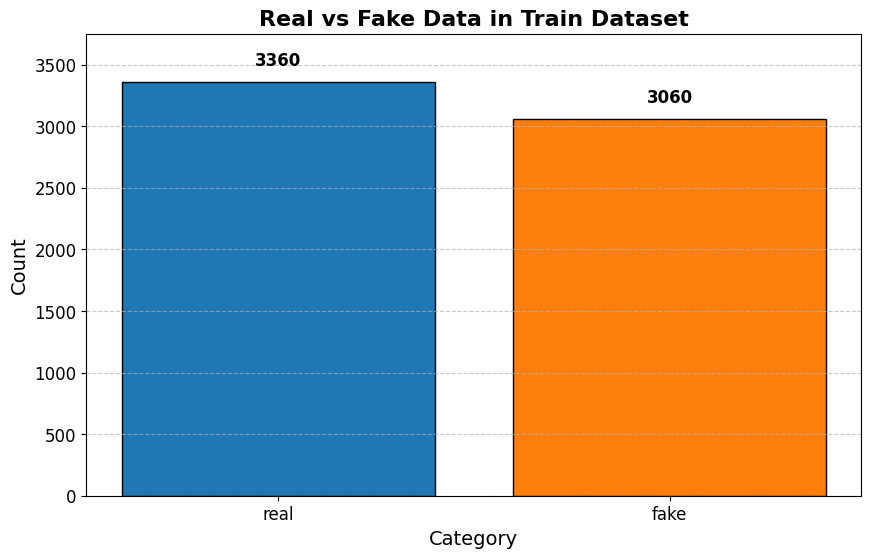 Real vs Fake Data in Train Dataset
3500
3000
2500
2000
1500
1000
500
0
Count
3360
3060
real
fake
Category